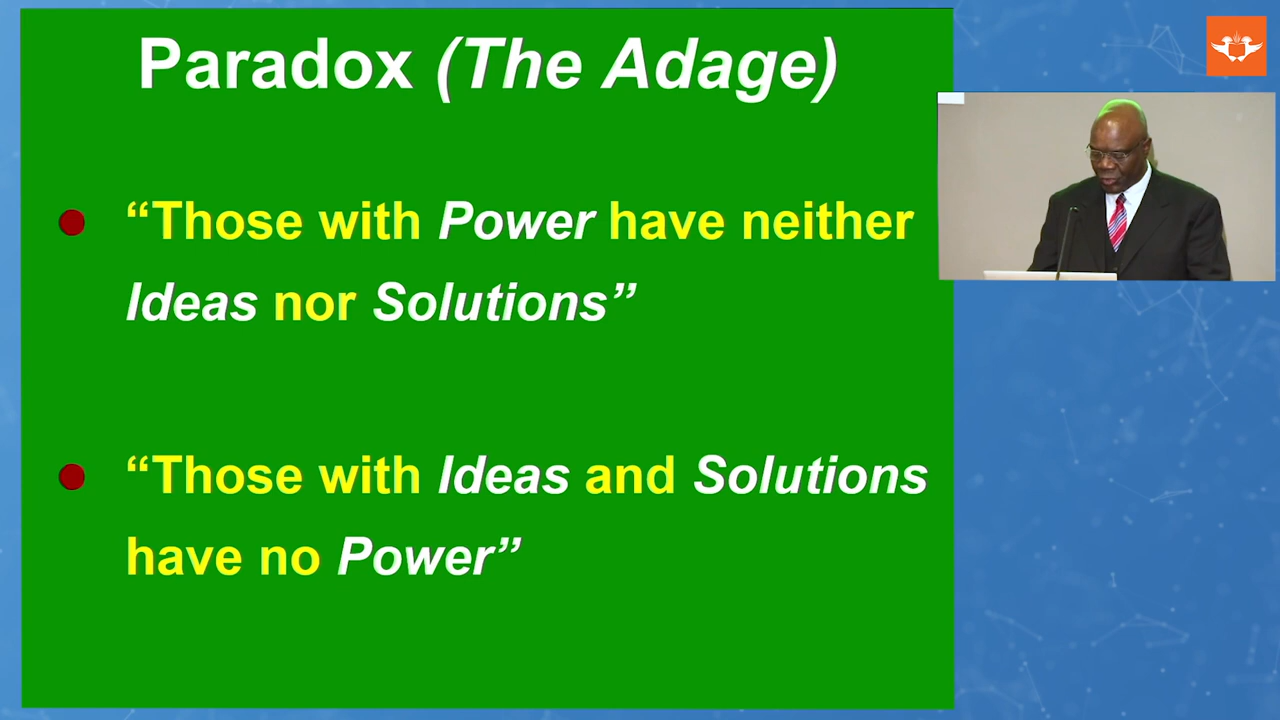 Paradox (The Adage)
“Those with Power have neither
Ideas nor Solutions”
“Those with Ideas and Solutions
have no Power”